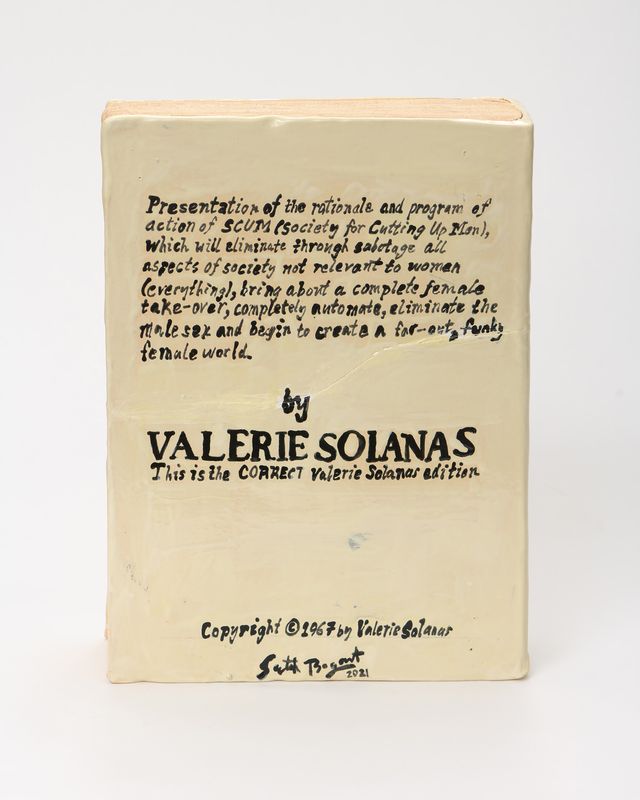 Presentation of the rationale and program of
action of SCUM (Society for Cutting Up Men),
which will eliminate through sabotage all
aspects of society not relevant to women
(everything), bring about a complete female
take-over, completely automate, eliminate the
male sex and begin to create a far-out, funky
female world.
by
VALERIE SOLANAS
This is the CORRECT Valerie Solanas edition
Copyright © 1967 by Valerie Solanas
Seth Bogart
2021